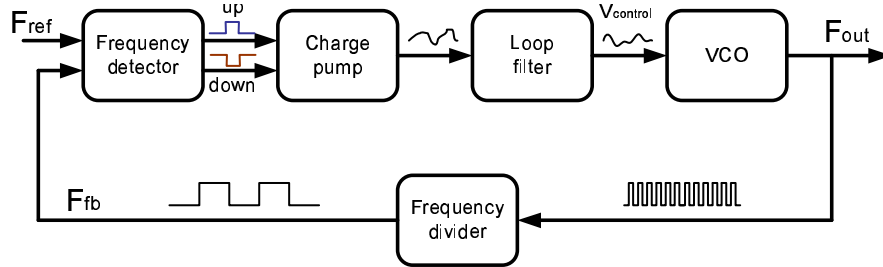 up
Vcontrol
Fref
Frequency
detector
Charge
pump
Loop
filter
VCO
Fout
down
Ffb
Frequency
divider